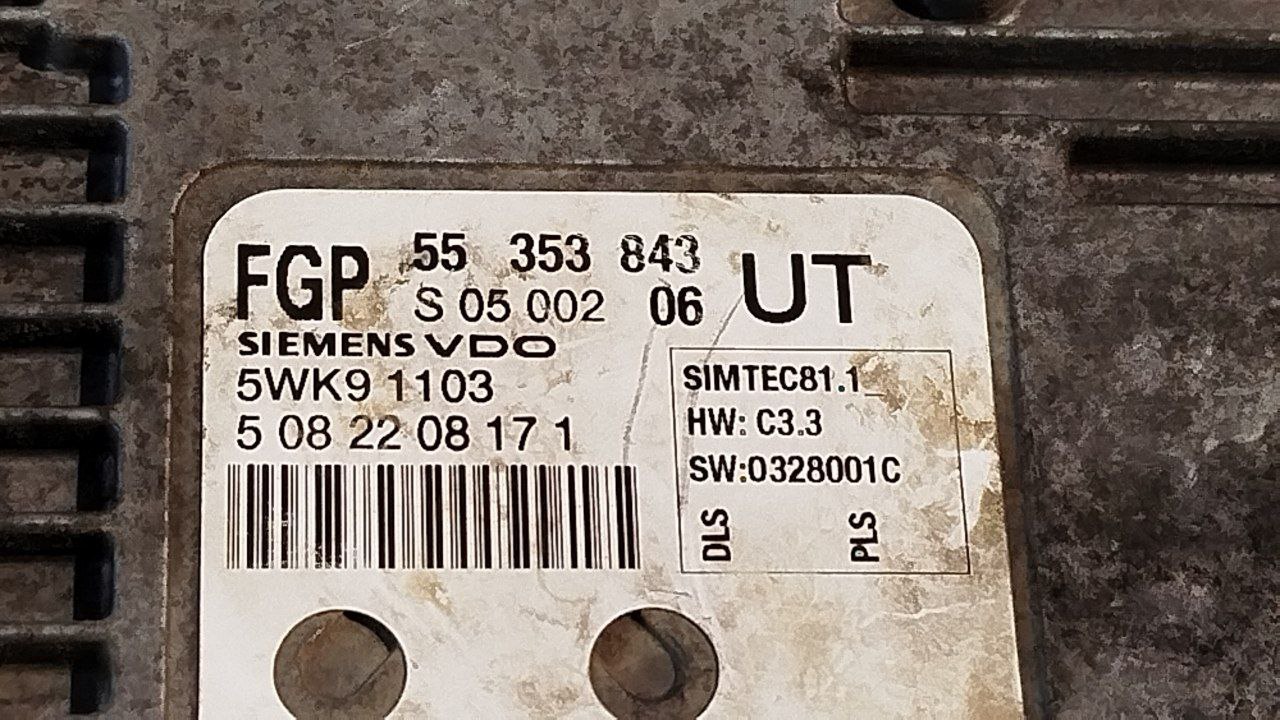 FGP 55 353 843 UT
S 05 002 06
SIEMENS VDO
5WK9 1103
5 08 22 08 17 1
SIMTEC81.1
HW: C3.3
SW:0328001C
DLS PLS